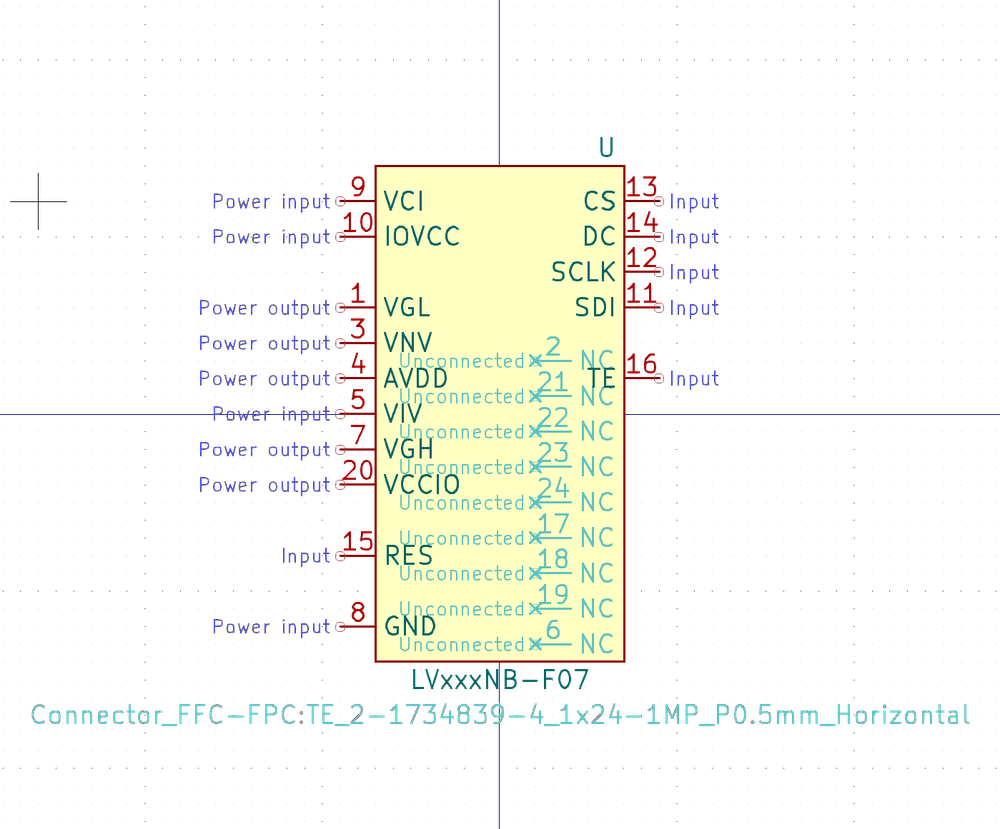 U
Power input 9 VCI CS 13 Input
Power input 10 IOVCC DC 14 Input
SCLK 12 Input
Power output 1 VGL SDI 11 Input
Power output 3 VNV
Unconnected 2 NC
Power output 4 AVDD TE 16 Input
Unconnected 21 NC
Power input 5 VIV
Unconnected 22 NC
Power output 7 VGH
Unconnected 23 NC
Power output 20 VCCIO
Unconnected 24 NC
Unconnected 17 NC
Input 15 RES
Unconnected 18 NC
Unconnected 19 NC
Power input 8 GND
Unconnected 6 NC
LVxxxNB-F07
Connector_FFC-FPC:TE_2-1734839-4_1x24-1MP_P0.5mm_Horizontal